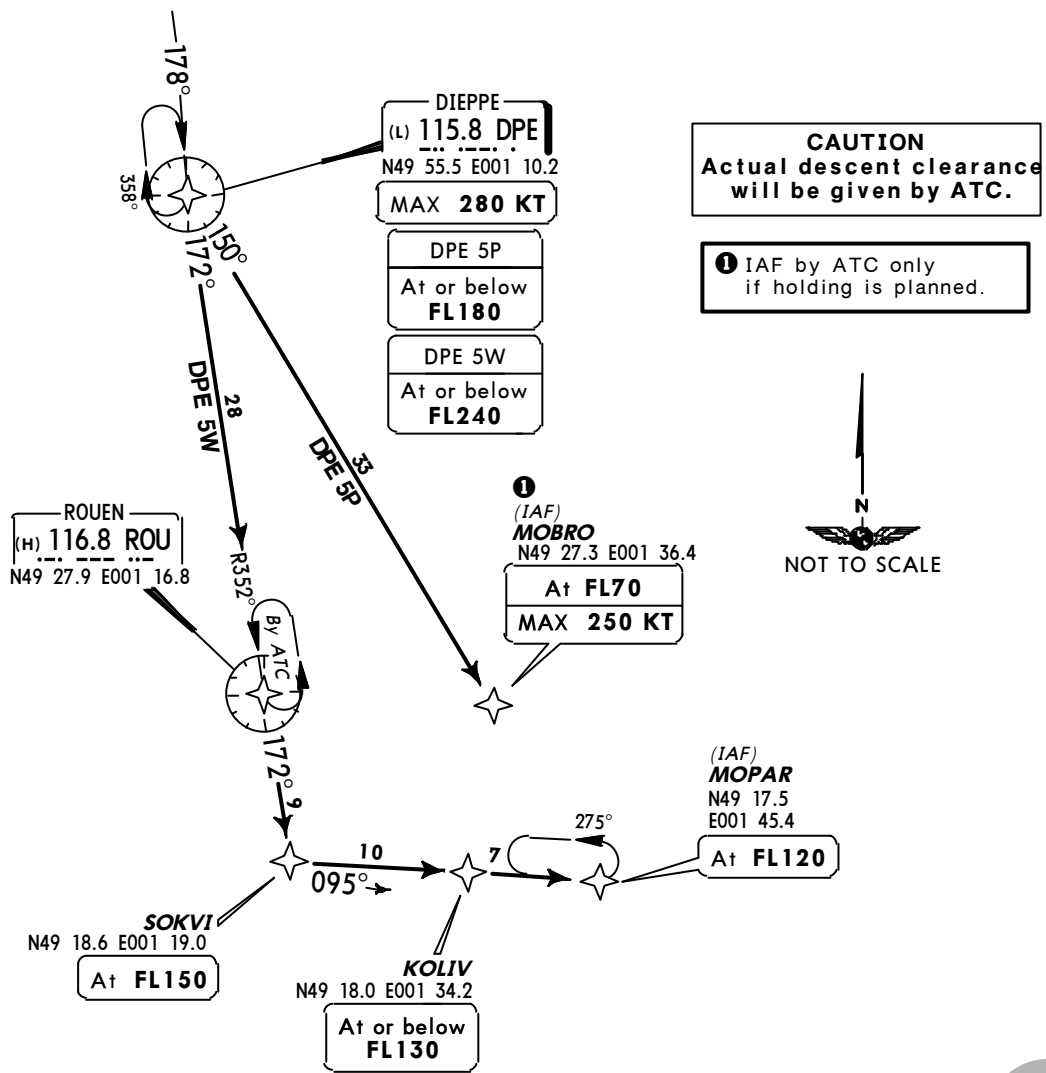 178°
358°
DIEPPE
(L) 115.8 DPE
N49 55.5 E001 10.2
MAX 280 KT
DPE 5P
At or below
FL180
DPE 5W
At or below
FL240
CAUTION
Actual descent clearance
will be given by ATC.
❶ IAF by ATC only
if holding is planned.
N
NOT TO SCALE
150°
172°
28
DPE 5W
33
DPE 5P
ROUEN
(H) 116.8 ROU
N49 27.9 E001 16.8
R352°
By ATC
❶
(IAF)
MOBRO
N49 27.3 E001 36.4
At FL70
MAX 250 KT
172°
9
(IAF)
MOPAR
N49 17.5
E001 45.4
At FL120
275°
10
7
095°
SOKVI
N49 18.6 E001 19.0
At FL150
KOLIV
N49 18.0 E001 34.2
At or below
FL130